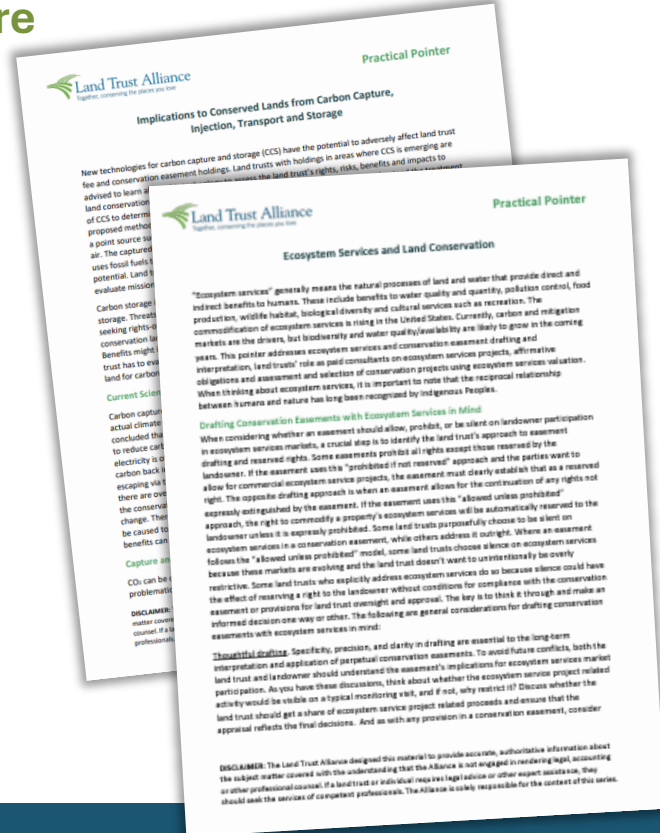 re
Land Trust Alliance
Together, conserving the places you love
Practical Pointer
Implications to Conserved Lands from Carbon Capture,
Injection, Transport and Storage
New technologies for carbon capture and storage (CCS) have the potential to adversely affect land trust
fee and conservation easement holdings. Land trusts with holdings in areas where CCS is emerging are
advised to learn a
to assess the land trust's rights, risks, benefits and impacts to
land conservation
of CCS to determi
proposed method
a point source su
air. The captured
uses fossil fuels t
potential. Land t
evaluate mission
Carbon storage i
storage. Threats
seeking rights-o
conservation la
Benefits might i
trust has to eva
land for carbon
Current Scien
Carbon captur
actual climate
concluded tha
to reduce carb
electricity is o
carbon back i
escaping via t
there are ove
the conserva
change. Ther
be caused to
benefits can
Capture an
CO₂ can be c
problematic
DISCLAIMER:
matter covere
counsel. If a la
professionals.
Land Trust Alliance
Together, conserving the places you love
Practical Pointer
Ecosystem Services and Land Conservation
"Ecosystem services" generally means the natural processes of land and water that provide direct and
indirect benefits to humans. These include benefits to water quality and quantity, pollution control, food
production, wildlife habitat, biological diversity and cultural services such as recreation. The
commodification of ecosystem services is rising in the United States. Currently, carbon and mitigation
markets are the drivers, but biodiversity and water quality/availability are likely to grow in the coming
years. This pointer addresses ecosystem services and conservation easement drafting and
interpretation, land trusts' role as paid consultants on ecosystem services projects, affirmative
obligations and assessment and selection of conservation projects using ecosystem services valuation.
When thinking about ecosystem services, it is important to note that the reciprocal relationship
between humans and nature has long been recognized by Indigenous Peoples.
Drafting Conservation Easements with Ecosystem Services in Mind
When considering whether an easement should allow, prohibit, or be silent on landowner participation
in ecosystem services markets, a crucial step is to identify the land trust's approach to easement
drafting and reserved rights. Some easements prohibit all rights except those reserved by the
landowner. If the easement uses this "prohibited if not reserved" approach and the parties want to
allow for commercial ecosystem service projects, the easement must clearly establish that as a reserved
right. The opposite drafting approach is when an easement allows for the continuation of any rights not
expressly extinguished by the easement. If the easement uses this "allowed unless prohibited"
approach, the right to commodify a property's ecosystem services will be automatically reserved to the
landowner unless it is expressly prohibited. Some land trusts purposefully choose to be silent on
ecosystem services in a conservation easement, while others address it outright. Where an easement
follows the "allowed unless prohibited" model, some land trusts choose silence on ecosystem services
because these markets are evolving and the land trust doesn't want to unintentionally be overly
restrictive. Some land trusts who explicitly address ecosystem services do so because silence could have
the effect of reserving a right to the landowner without conditions for compliance with the conservation
easement or provisions for land trust oversight and approval. The key is to think it through and make an
informed decision one way or other. The following are general considerations for drafting conservation
easements with ecosystem services in mind:
Thoughtful drafting. Specificity, precision, and clarity in drafting are essential to the long-term
interpretation and application of perpetual conservation easements. To avoid future conflicts, both the
land trust and landowner should understand the easement's implications for ecosystem services market
participation. As you have these discussions, think about whether the ecosystem service project related
activity would be visible on a typical monitoring visit, and if not, why restrict it? Discuss whether the
land trust should get a share of ecosystem service project related proceeds and ensure that the
appraisal reflects the final decisions. And as with any provision in a conservation easement, consider
DISCLAIMER: The Land Trust Alliance designed this material to provide accurate, authoritative information about
the subject matter covered with the understanding that the Alliance is not engaged in rendering legal, accounting
or other professional counsel. If a land trust or individual requires legal advice or other expert assistance, they
should seek the services of competent professionals. The Alliance is solely responsible for the content of this series.